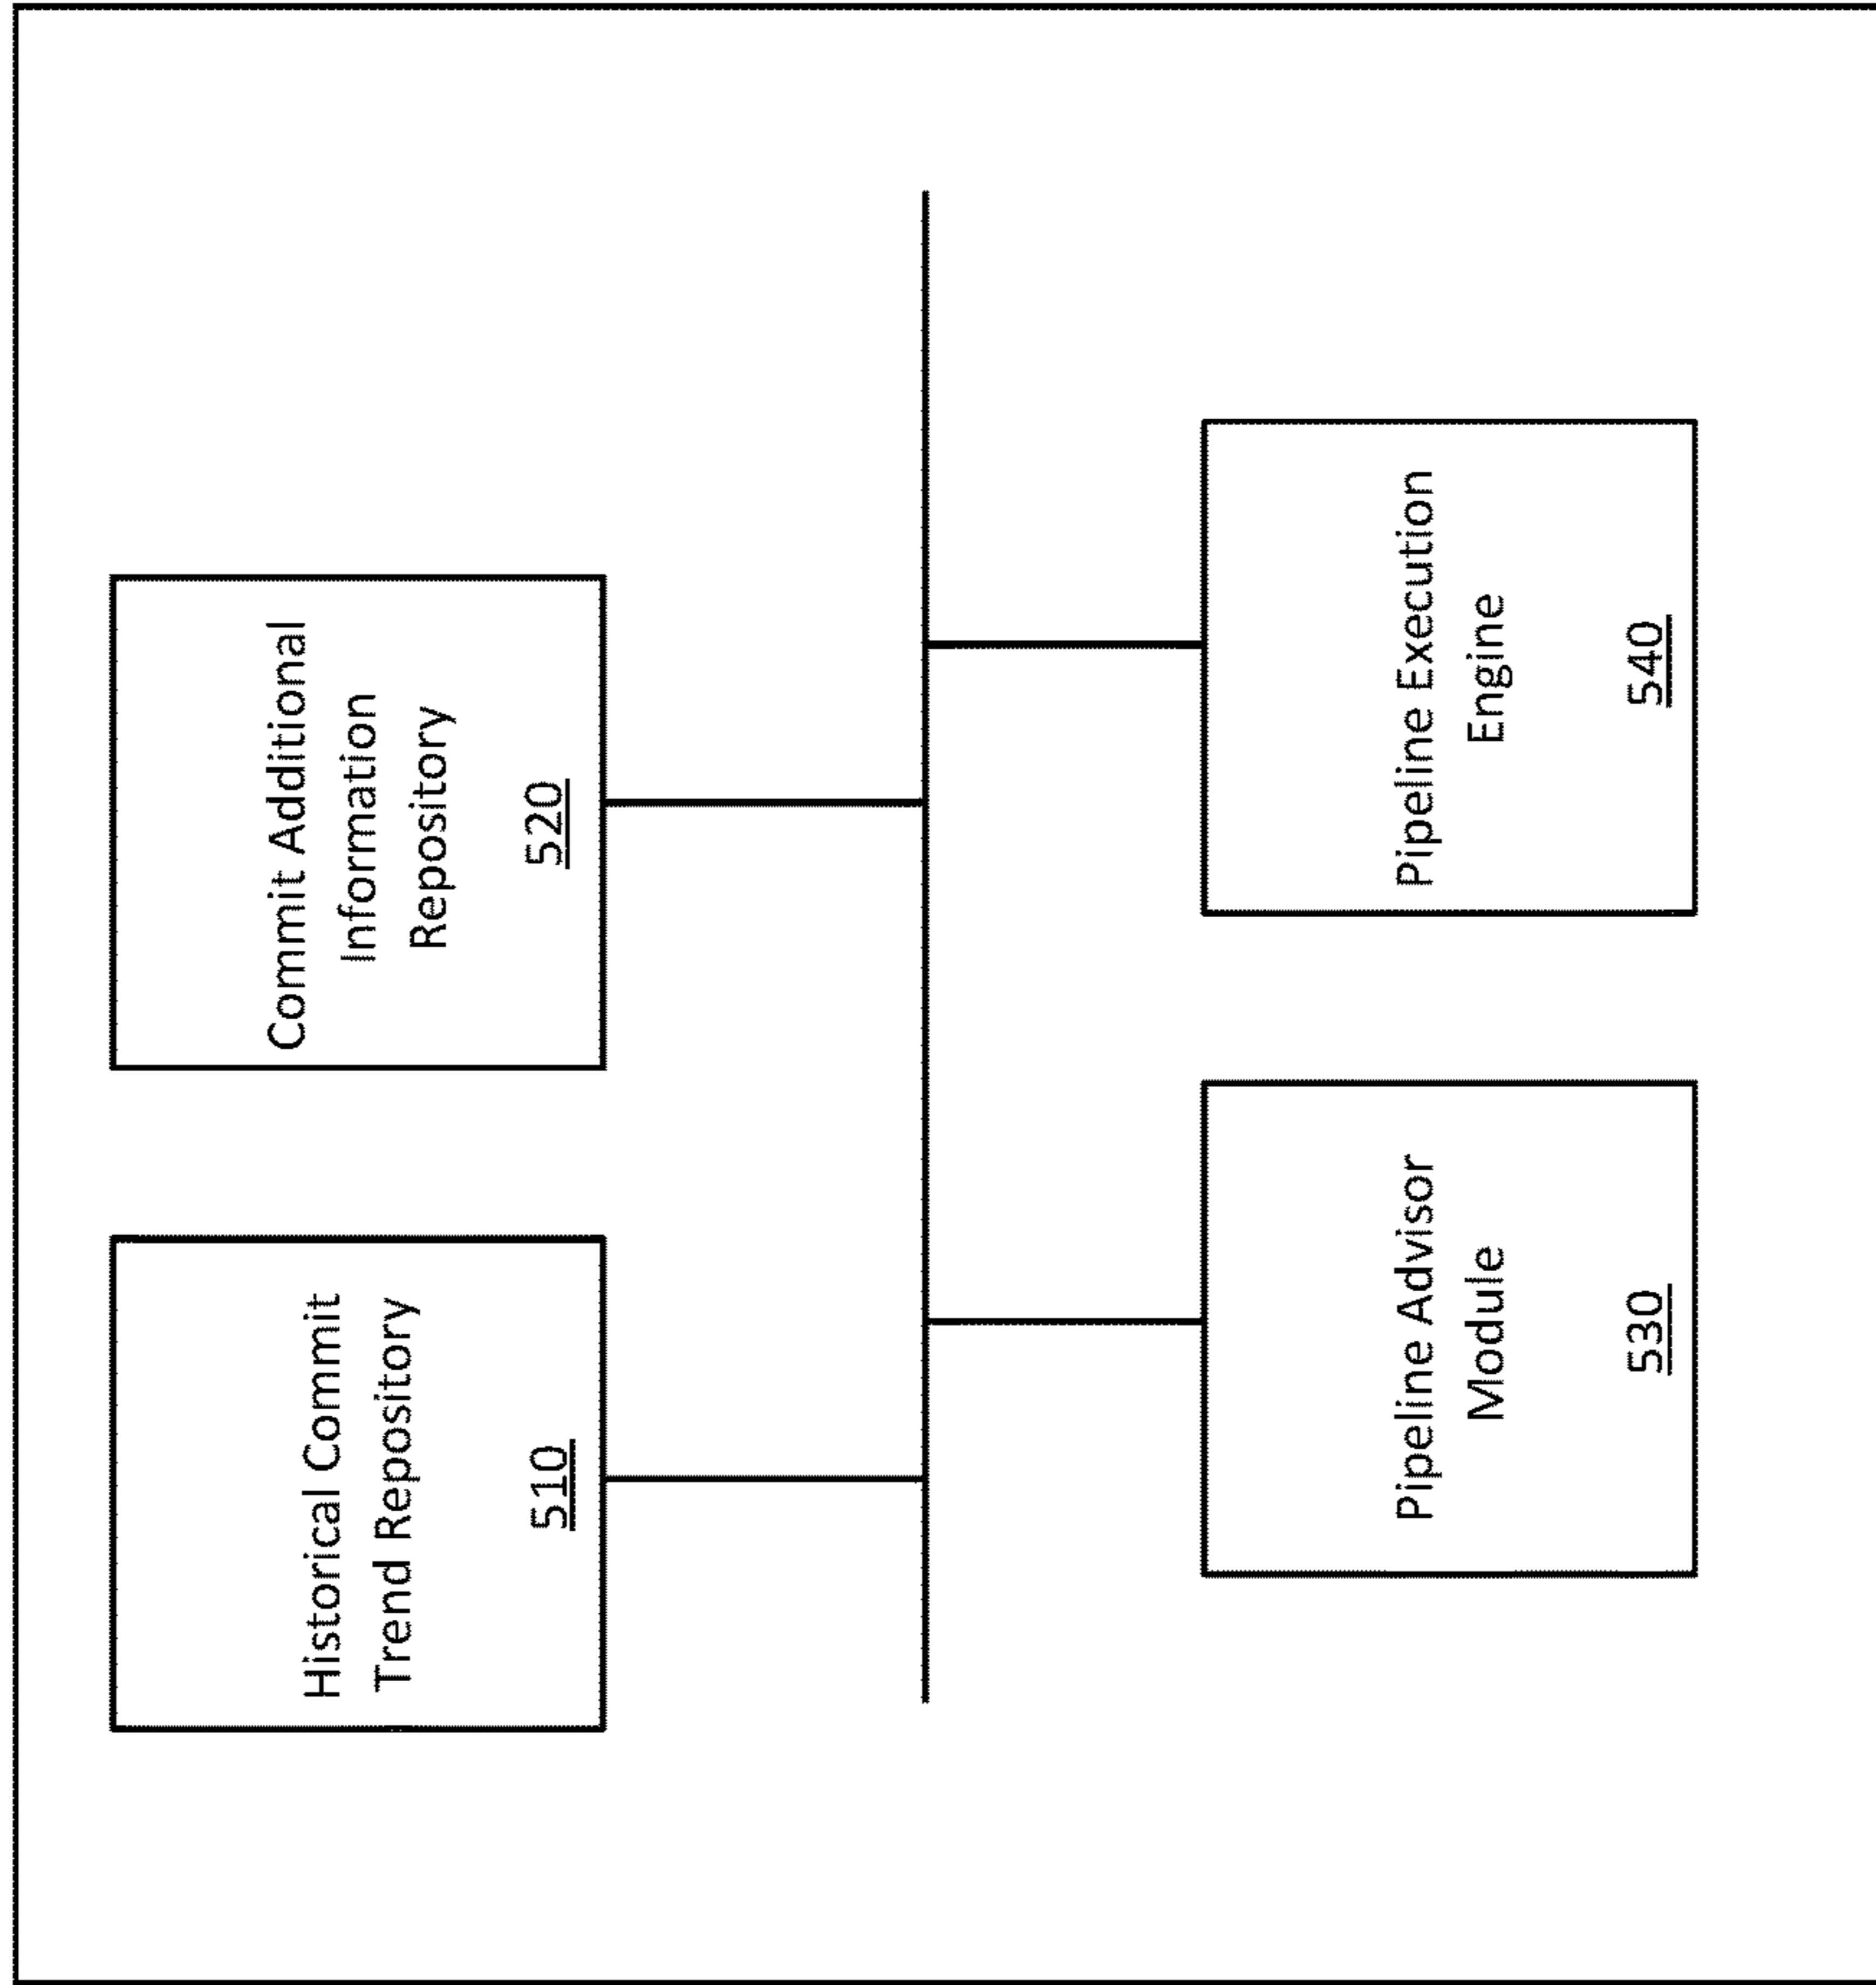 Historical Commit
Trend Repository
510
Commit Additional
Information
Repository
520
Pipeline Advisor
Module
530
Pipeline Execution
Engine
540